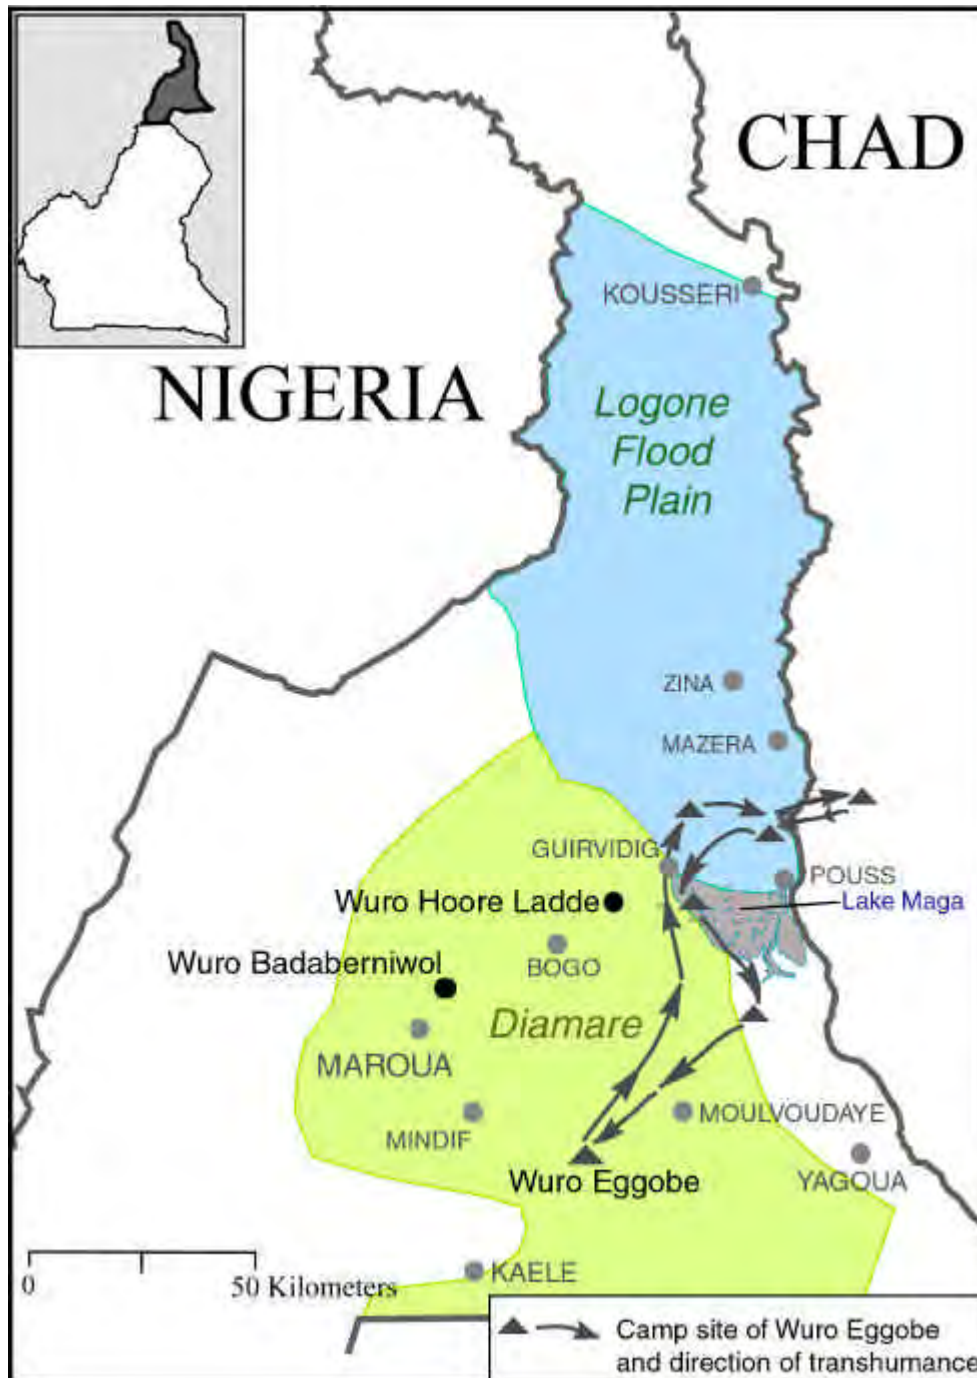 CHAD
KOUSSERI
NIGERIA
Logone
Flood
Plain
ZINA
MAZERA
GUIRVIDIG
POUSS
Wuro Hoore Ladde
Lake Maga
BOGO
Wuro Badaberniwol
Diamare
MAROUA
MINDIF
MOULVOUDAYE
Wuro Eggobe
YAGOUA
KAELE
0 50 Kilometers
Camp site of Wuro Eggobe
and direction of transhumance